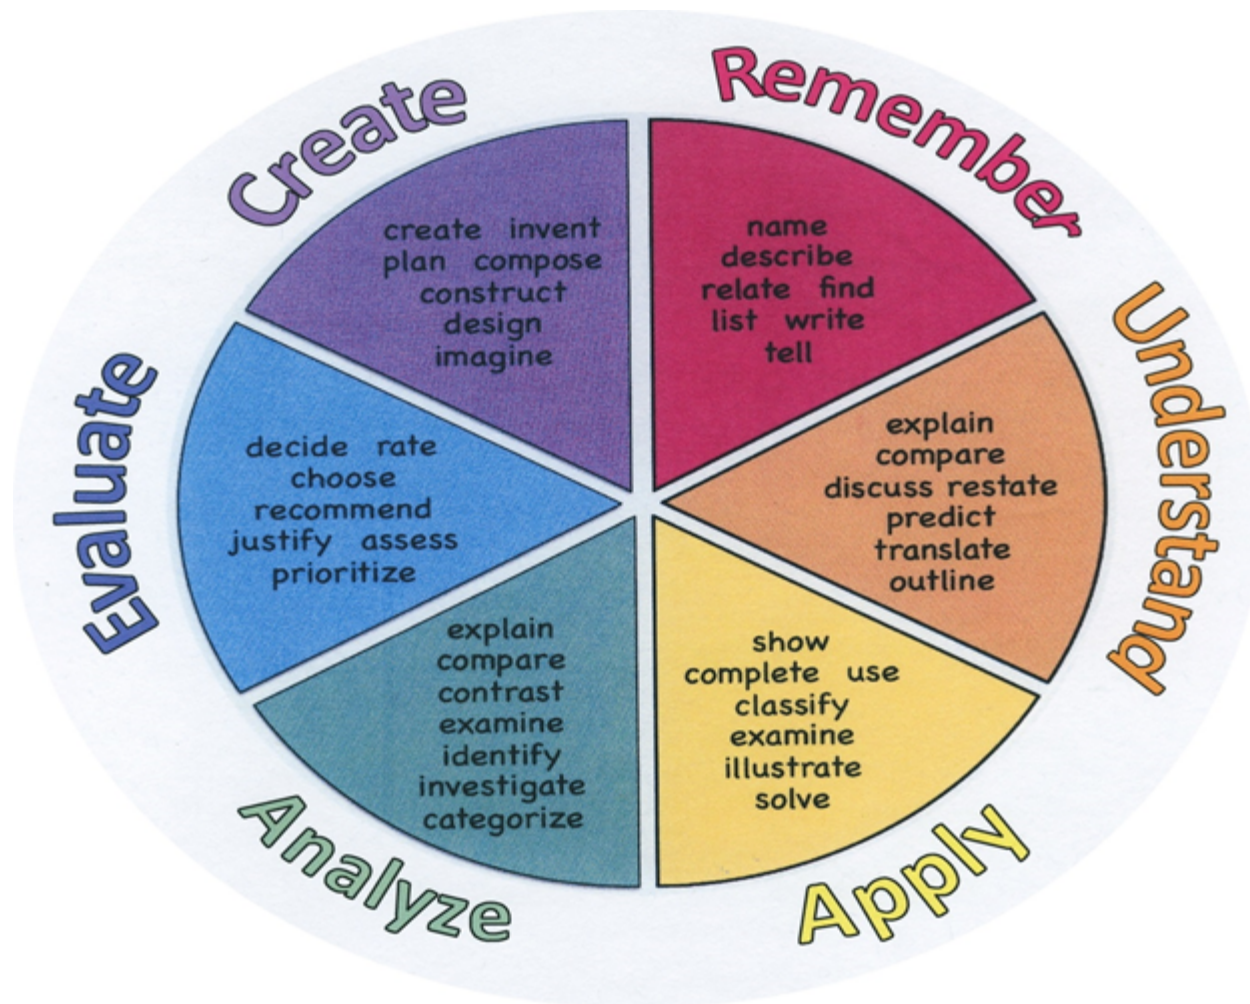 Remember
name
describe
relate find
list write
tell
Understand
explain
compare
discuss restate
predict
translate
outline
Apply
show
complete use
classify
examine
illustrate
solve
Analyze
explain
compare
contrast
examine
identify
investigate
categorize
Evaluate
decide rate
choose
recommend
justify assess
prioritize
Create
create invent
plan compose
construct
design
imagine